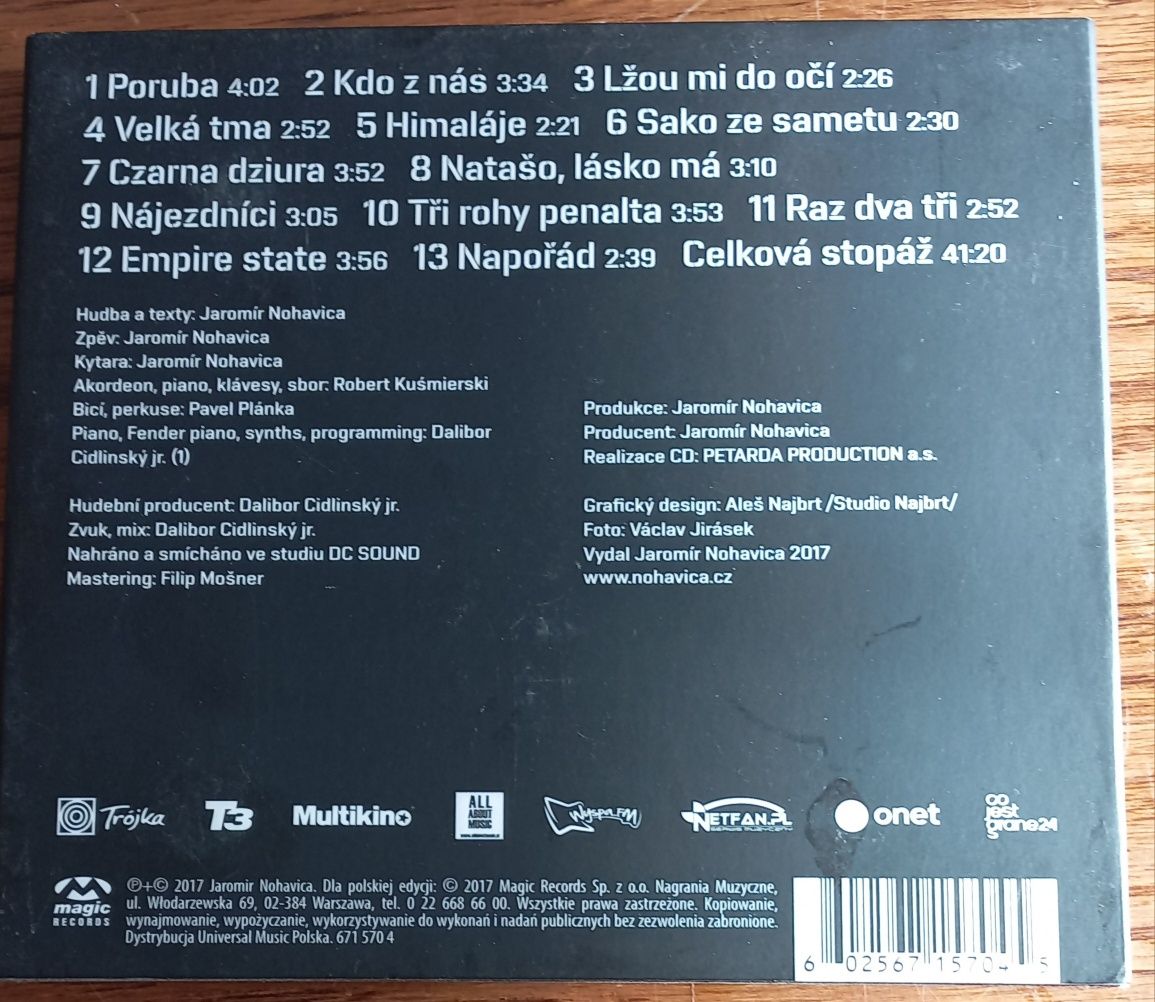 1 Poruba 4:02 2 Kdo z nás 3:34 3 Lžou mi do očí 2:26
4 Velká tma 2:52 5 Himaláje 2:21 6 Sako ze sametu 2:30
7 Czarna dziura 3:52 8 Natašo, lásko má 3:10
9 Nájezdníci 3:05 10 Tři rohy penalta 3:53 11 Raz dva tři 2:52
12 Empire state 3:56 13 Napořád 2:39 Celková stopáž 41:20
Hudba a texty: Jaromír Nohavica
Zpěv: Jaromír Nohavica
Kytara: Jaromír Nohavica
Akordeon, piano, klávesy, sbor: Robert Kuśmierski
Bicí, perkuse: Pavel Plánka
Piano, Fender piano, synths, programming: Dalibor
Cidlinský jr. (1)
Hudební producent: Dalibor Cidlinský jr.
Zvuk, mix: Dalibor Cidlinský jr.
Nahráno a smícháno ve studiu DC SOUND
Mastering: Filip Mošner
Produkce: Jaromír Nohavica
Producent: Jaromír Nohavica
Realizace CD: PETARDA PRODUCTION a.s.
Grafický design: Aleš Najbrt /Studio Najbrt/
Foto: Václav Jirásek
Vydal Jaromír Nohavica 2017
www.nohavica.cz
Trójka T3 Multikino ALL ABOUT MUSIC Wyspa.FM NETFAN.PL onet co jest grane24
magic RECORDS
℗+© 2017 Jaromir Nohavica. Dla polskiej edycji: © 2017 Magic Records Sp. z o.o. Nagrania Muzyczne,
ul. Włodarzewska 69, 02-384 Warszawa, tel. 0 22 668 66 00. Wszystkie prawa zastrzeżone. Kopiowanie,
wynajmowanie, wypożyczanie, wykorzystywanie do wykonań i nadań publicznych bez zezwolenia zabronione.
Dystrybucja Universal Music Polska. 671 570 4
6 02567 15704 5